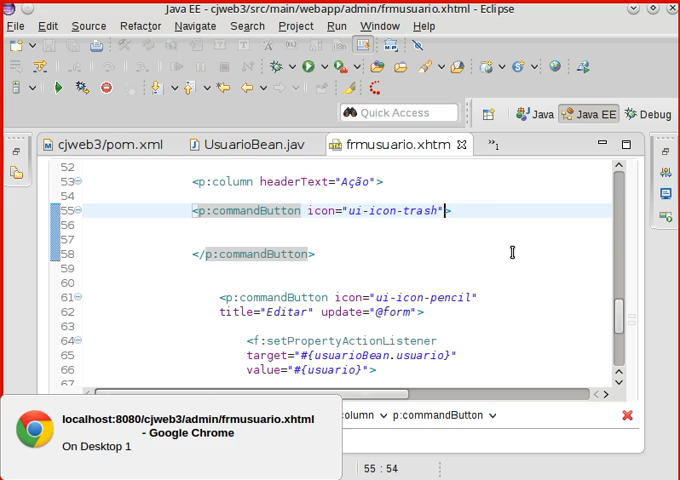 Java EE - cjweb3/src/main/webapp/admin/frmusuario.xhtml - Eclipse
File Edit Source Refactor Navigate Search Project Run Window Help
Quick Access
Java
Java EE
Debug
cjweb3/pom.xml
UsuarioBean.jav
frmusuario.xhtm
»1
52
53 <p:column headerText="Ação">
54
55 <p:commandButton icon="ui-icon-trash">
56
57
58 </p:commandButton>
59
60
61 <p:commandButton icon="ui-icon-pencil"
62 title="Editar" update="@form">
63
64 <f:setPropertyActionListener
65 target="#{usuarioBean.usuario}"
66 value="#{usuario}">
67
column p:commandButton
localhost:8080/cjweb3/admin/frmusuario.xhtml
- Google Chrome
On Desktop 1
55 : 54